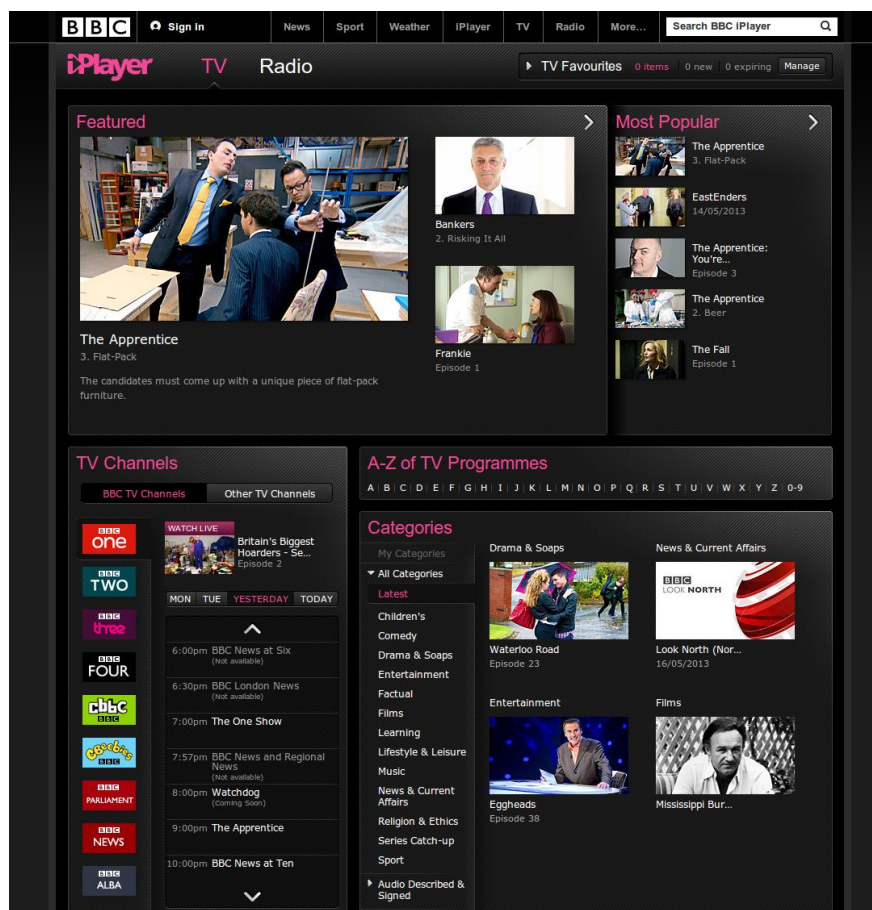 BBC
Sign in
News
Sport
Weather
iPlayer
TV
Radio
More...
Search BBC iPlayer
iPlayer
TV
Radio
TV Favourites 0 items 0 new 0 expiring Manage
Featured
The Apprentice
3. Flat-Pack
The candidates must come up with a unique piece of flat-pack
furniture.
Bankers
2. Risking It All
Frankie
Episode 1
Most Popular
The Apprentice
3. Flat-Pack
EastEnders
14/05/2013
The Apprentice:
You're...
Episode 3
The Apprentice
2. Beer
The Fall
Episode 1
TV Channels
BBC TV Channels
Other TV Channels
BBC
one
BBC
TWO
BBC
three
BBC
FOUR
cbbc
BBC
CBeebies
BBC
BBC
PARLIAMENT
BBC
NEWS
BBC
ALBA
WATCH LIVE
Britain's Biggest
Hoarders - Se...
Episode 2
MON TUE YESTERDAY TODAY
6:00pm BBC News at Six
(Not available)
6:30pm BBC London News
(Not available)
7:00pm The One Show
7:57pm BBC News and Regional
News
(Not available)
8:00pm Watchdog
(Coming Soon)
9:00pm The Apprentice
10:00pm BBC News at Ten
A-Z of TV Programmes
A B C D E F G H I J K L M N O P Q R S T U V W X Y Z 0-9
Categories
My Categories
All Categories
Latest
Children's
Comedy
Drama & Soaps
Entertainment
Factual
Films
Learning
Lifestyle & Leisure
Music
News & Current
Affairs
Religion & Ethics
Series Catch-up
Sport
Audio Described &
Signed
Drama & Soaps
Waterloo Road
Episode 23
News & Current Affairs
BBC
LOOK NORTH
Look North (Nor...
16/05/2013
Entertainment
Eggheads
Episode 38
Films
Mississippi Bur...